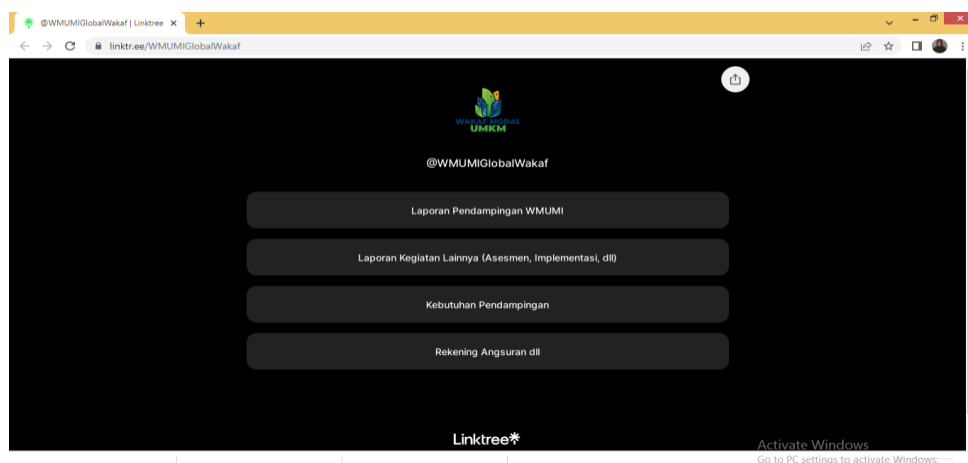 @WMUMIGlobalWakaf | Linktree
linktr.ee/WMUMIGlobalWakaf
WAKAF MODAL
UMKM
@WMUMIGlobalWakaf
Laporan Pendampingan WMUMI
Laporan Kegiatan Lainnya (Asesmen, Implementasi, dll)
Kebutuhan Pendampingan
Rekening Angsuran dll
Linktree
Activate Windows
Go to PC settings to activate Windows.